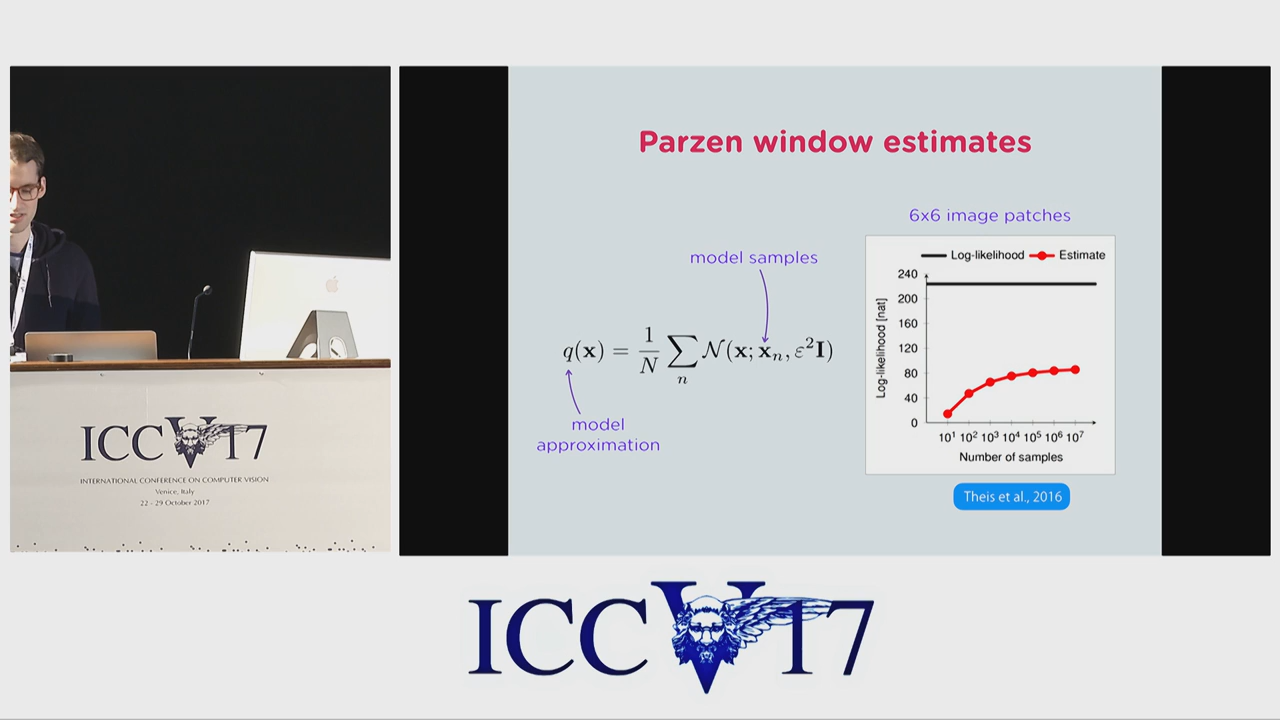 ICCV17
INTERNATIONAL CONFERENCE ON COMPUTER VISION
Venice, Italy
22 - 29 October 2017
Parzen window estimates
6x6 image patches
model samples
q(x) = 1/N ∑_n 𝒩(x; x_n, ε²I)
model
approximation
Log-likelihood Estimate
Log-likelihood [nat]
240
200
160
120
80
40
0
10¹ 10² 10³ 10⁴ 10⁵ 10⁶ 10⁷
Number of samples
Theis et al., 2016
ICCV17